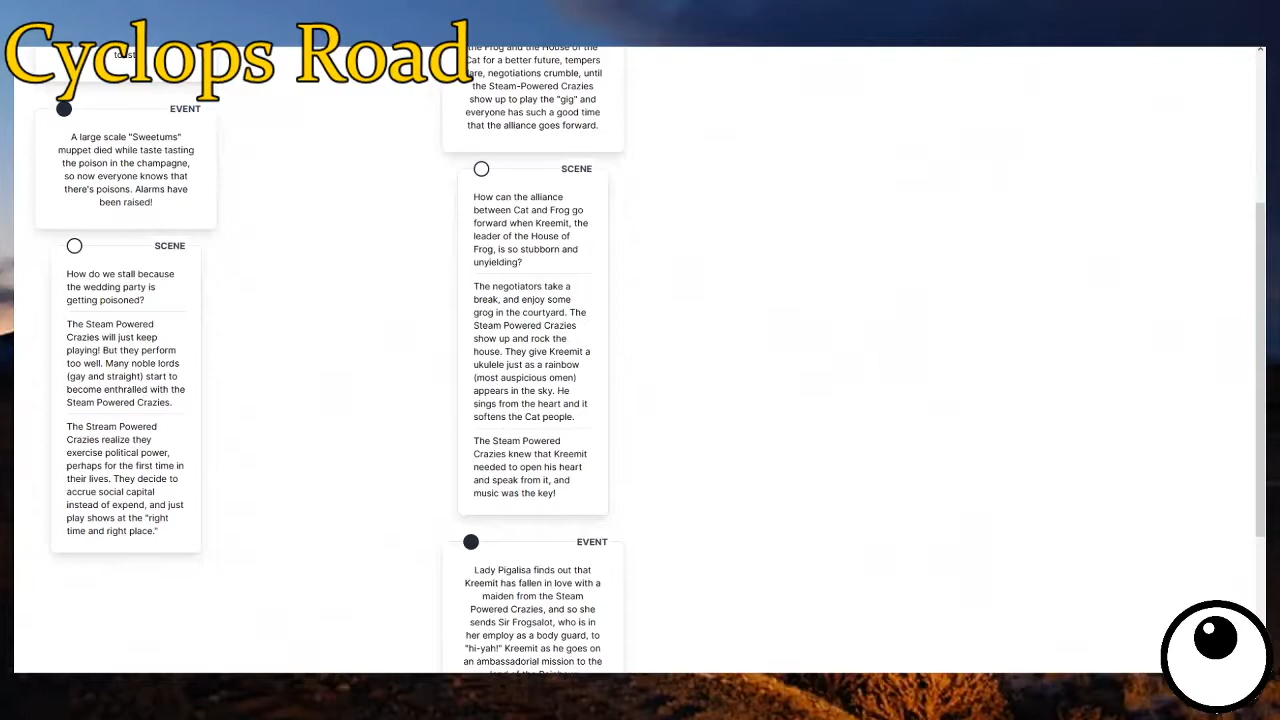 Cyclops Road
EVENT
A large scale "Sweetums"
muppet died while taste tasting
the poison in the champagne,
so now everyone knows that
there's poisons. Alarms have
been raised!
SCENE
How do we stall because
the wedding party is
getting poisoned?
The Steam Powered
Crazies will just keep
playing! But they perform
too well. Many noble lords
(gay and straight) start to
become enthralled with the
Steam Powered Crazies.
The Stream Powered
Crazies realize they
exercise political power,
perhaps for the first time in
their lives. They decide to
accrue social capital
instead of expend, and just
play shows at the "right
time and right place."
the Frog and the House of the
Cat for a better future, tempers
negotiations crumble, until
the Steam-Powered Crazies
show up to play the "gig" and
everyone has such a good time
that the alliance goes forward.
SCENE
How can the alliance
between Cat and Frog go
forward when Kreemit, the
leader of the House of
Frog, is so stubborn and
unyielding?
The negotiators take a
break, and enjoy some
grog in the courtyard. The
Steam Powered Crazies
show up and rock the
house. They give Kreemit a
ukulele just as a rainbow
(most auspicious omen)
appears in the sky. He
sings from the heart and it
softens the Cat people.
The Steam Powered
Crazies knew that Kreemit
needed to open his heart
and speak from it, and
music was the key!
EVENT
Lady Pigalisa finds out that
Kreemit has fallen in love with a
maiden from the Steam
Powered Crazies, and so she
sends Sir Frogsalot, who is in
her employ as a body guard, to
"hi-yah!" Kreemit as he goes on
an ambassadorial mission to the